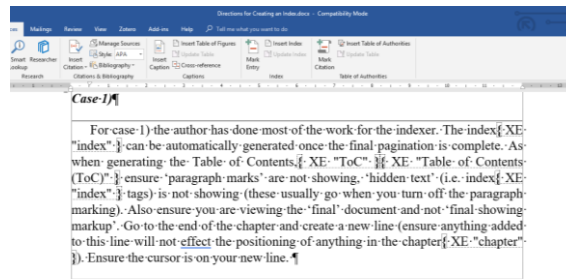 Directions for Creating an Index.docx - Compatibility Mode
Mailings Review View Zotero Add-ins Help Tell me what you want to do
Smart Lookup Researcher Insert Citation Manage Sources Style: APA Bibliography Insert Caption Insert Table of Figures Update Table Cross-reference Mark Entry Insert Index Update Index Mark Citation Insert Table of Authorities Update Table
Research Citations & Bibliography Captions Index Table of Authorities
Case·1)¶
For·case·1)·the·author·has·done·most·of·the·work·for·the·indexer.·The·index{·XE·
"index"·}·can·be·automatically·generated·once·the·final·pagination·is·complete.·As·
when·generating·the·Table·of·Contents,{·XE·"ToC"·}{·XE·"Table·of·Contents·
(ToC)"·}·ensure·‘paragraph·marks’·are·not·showing,·‘hidden·text’·(i.e.·index{·XE·
"index"·}·tags)·is·not·showing·(these·usually·go·when·you·turn·off·the·paragraph·
marking).·Also·ensure·you·are·viewing·the·‘final’·document·and·not·‘final·showing·
markup’.·Go·to·the·end·of·the·chapter·and·create·a·new·line·(ensure·anything·added·
to·this·line·will·not·effect·the·positioning·of·anything·in·the·chapter{·XE·"chapter"·
}).·Ensure·the·cursor·is·on·your·new·line.·¶